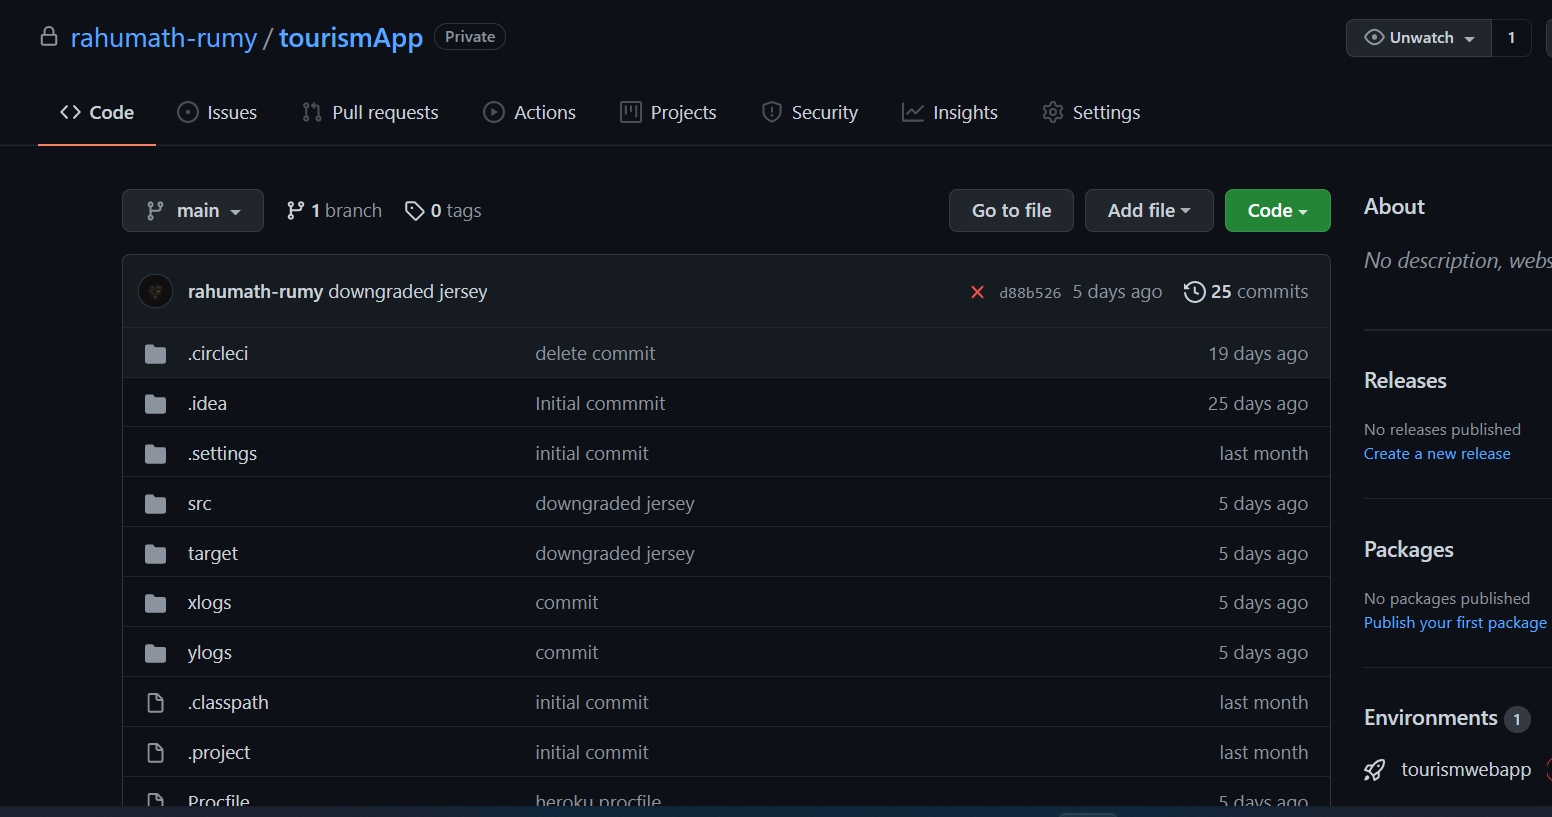 rahumath-rumy / tourismApp Private
Unwatch 1
Code Issues Pull requests Actions Projects Security Insights Settings
main 1 branch 0 tags Go to file Add file Code
rahumath-rumy downgraded jersey d88b526 5 days ago 25 commits
.circleci delete commit 19 days ago
.idea Initial commmit 25 days ago
.settings initial commit last month
src downgraded jersey 5 days ago
target downgraded jersey 5 days ago
xlogs commit 5 days ago
ylogs commit 5 days ago
.classpath initial commit last month
.project initial commit last month
Procfile heroku procfile 5 days ago
About
No description, webs
Releases
No releases published
Create a new release
Packages
No packages published
Publish your first package
Environments 1
tourismwebapp